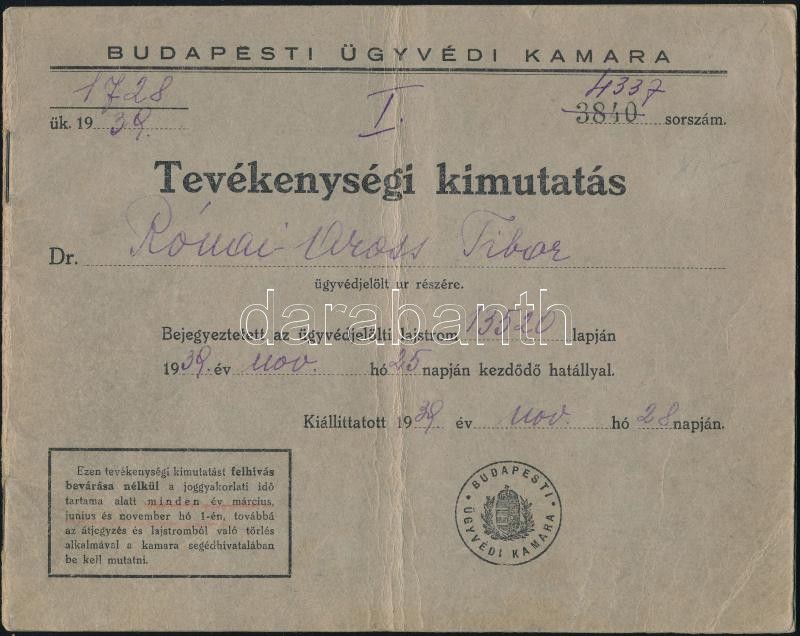 BUDAPESTI ÜGYVÉDI KAMARA
1728
ük. 1939.
I.
4337
3840 sorszám.
Tevékenységi kimutatás
Dr. Rónai- Tibor
ügyvédjelölt ur részére.
Bejegyeztetett az ügyvédjelölti lajstrom 13520 lapján
1939. év nov. hó 25 napján kezdődő hatállyal.
Kiállittatott 1939 év nov. hó 28 napján.
Ezen tevékenységi kimutatást felhivás
bevárása nélkül a joggyakorlati idő
tartama alatt minden év március,
junius és november hó 1-én, továbbá
az átjegyzés és lajstromból való törlés
alkalmával a kamara segédhivatalában
be kell mutatni.
BUDAPESTI
ÜGYVÉDI KAMARA
darabanth